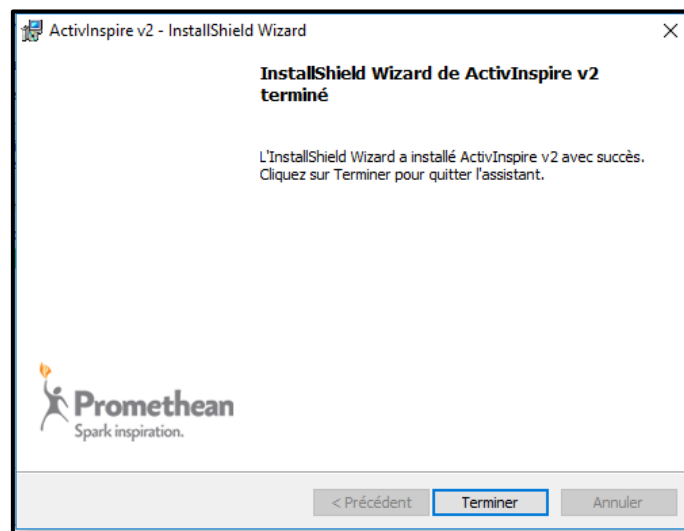 ActivInspire v2 - InstallShield Wizard
InstallShield Wizard de ActivInspire v2
terminé
L'InstallShield Wizard a installé ActivInspire v2 avec succès.
Cliquez sur Terminer pour quitter l'assistant.
Promethean
Spark inspiration.
< Précédent Terminer Annuler